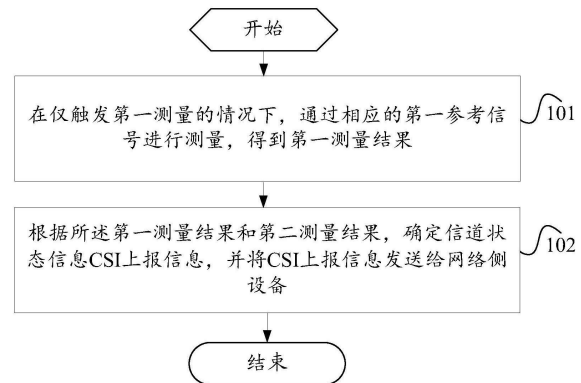 开始
在仅触发第一测量的情况下，通过相应的第一参考信
号进行测量，得到第一测量结果
101
根据所述第一测量结果和第二测量结果，确定信道状
态信息CSI上报信息，并将CSI上报信息发送给网络侧
设备
102
结束